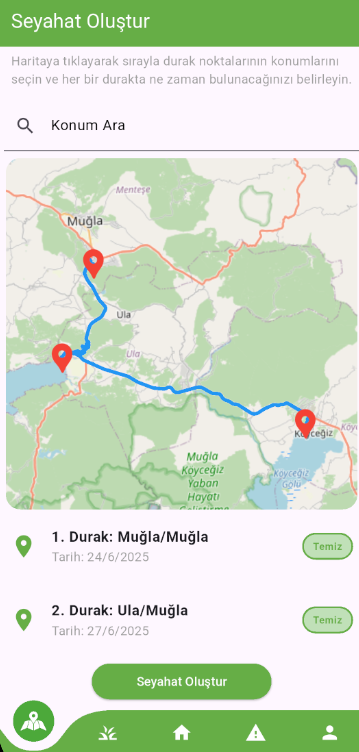 Seyahat Oluştur
Haritaya tıklayarak sırayla durak noktalarının konumlarını
seçin ve her bir durakta ne zaman bulunacağınızı belirleyin.
Konum Ara
Menteşe
Muğla
Ula
Ula
Muğla
Köyceğiz
Yaban
Hayatı
Geliştirme
Köyceğiz
Köyceğiz
Gölü
1. Durak: Muğla/Muğla
Tarih: 24/6/2025
Temiz
2. Durak: Ula/Muğla
Tarih: 27/6/2025
Temiz
Seyahat Oluştur